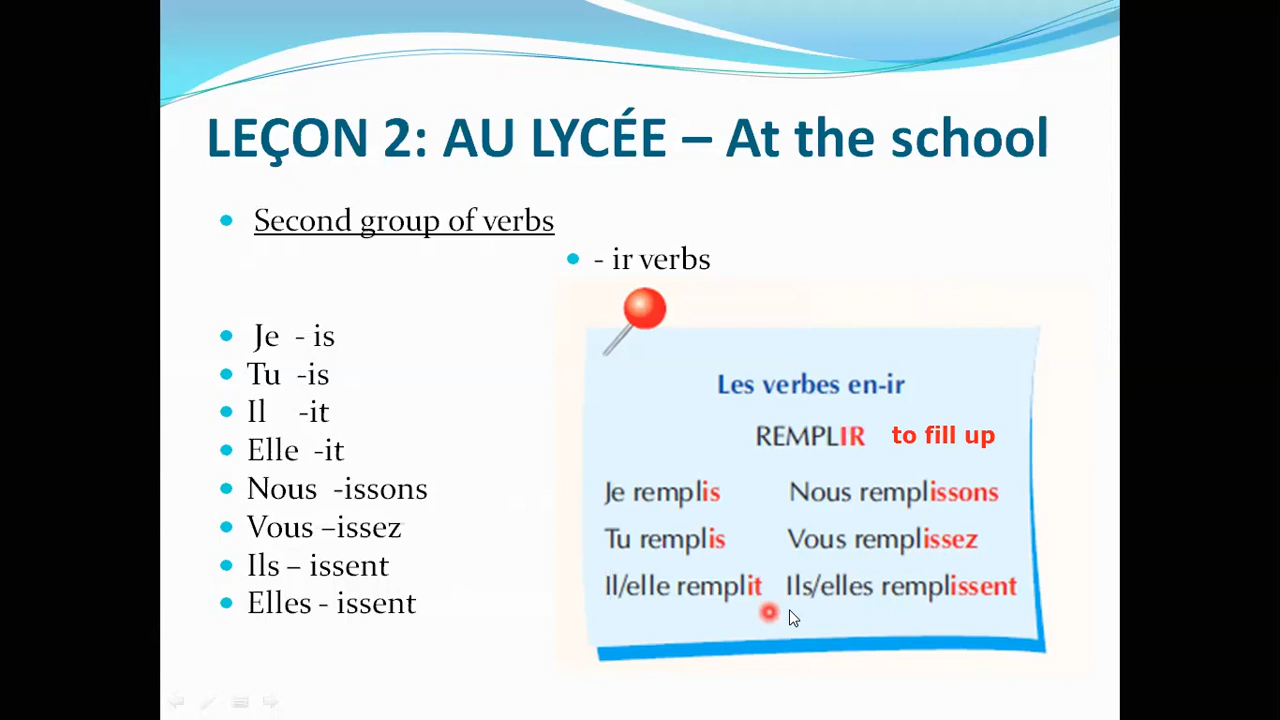 LEÇON 2: AU LYCÉE – At the school
Second group of verbs
- ir verbs
Je - is
Tu -is
Il -it
Elle -it
Nous -issons
Vous –issez
Ils – issent
Elles - issent
Les verbes en-ir
REMPLIR to fill up
Je remplis Nous remplissons
Tu remplis Vous remplissez
Il/elle remplit Ils/elles remplissent